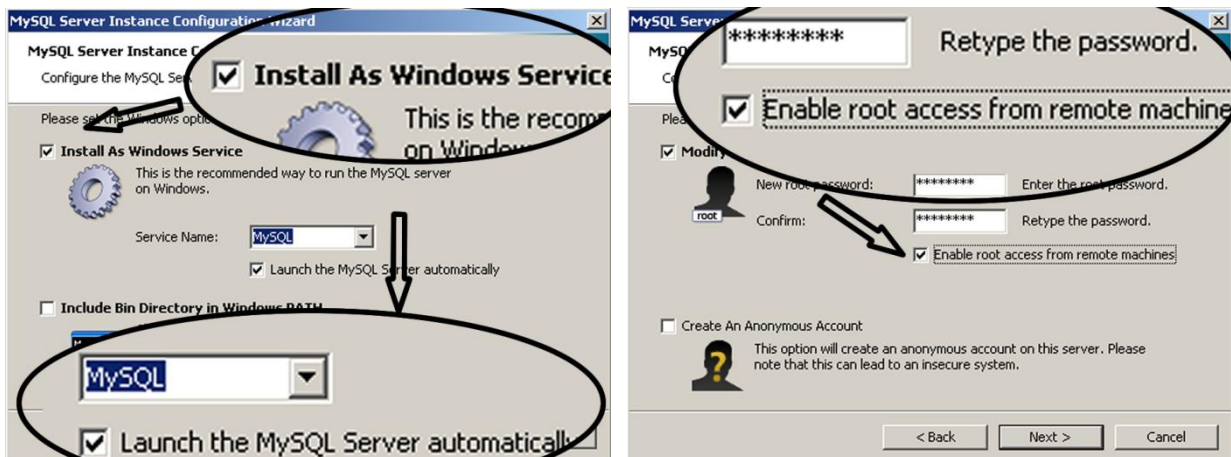 MySQL Server Instance Configuration Wizard
MySQL Server Instance
Configure the MySQL
Install As Windows Service
This is the
on
Please set the Windows
Install As Windows Service
This is the recommended way to run the MySQL server
on Windows.
Service Name: MySQL
Launch the MySQL Server automatically
Include Bin Directory in Windows PATH
MySQL
Launch the MySQL Server automatically
MySQL
******** Retype the password.
Enable root access from remote machine
Modify
root
New root password: ******** Enter the root password.
Confirm: ******** Retype the password.
Enable root access from remote machines
Create An Anonymous Account
This option will create an anonymous account on this server. Please
note that this can lead to an insecure system.
< Back Next > Cancel